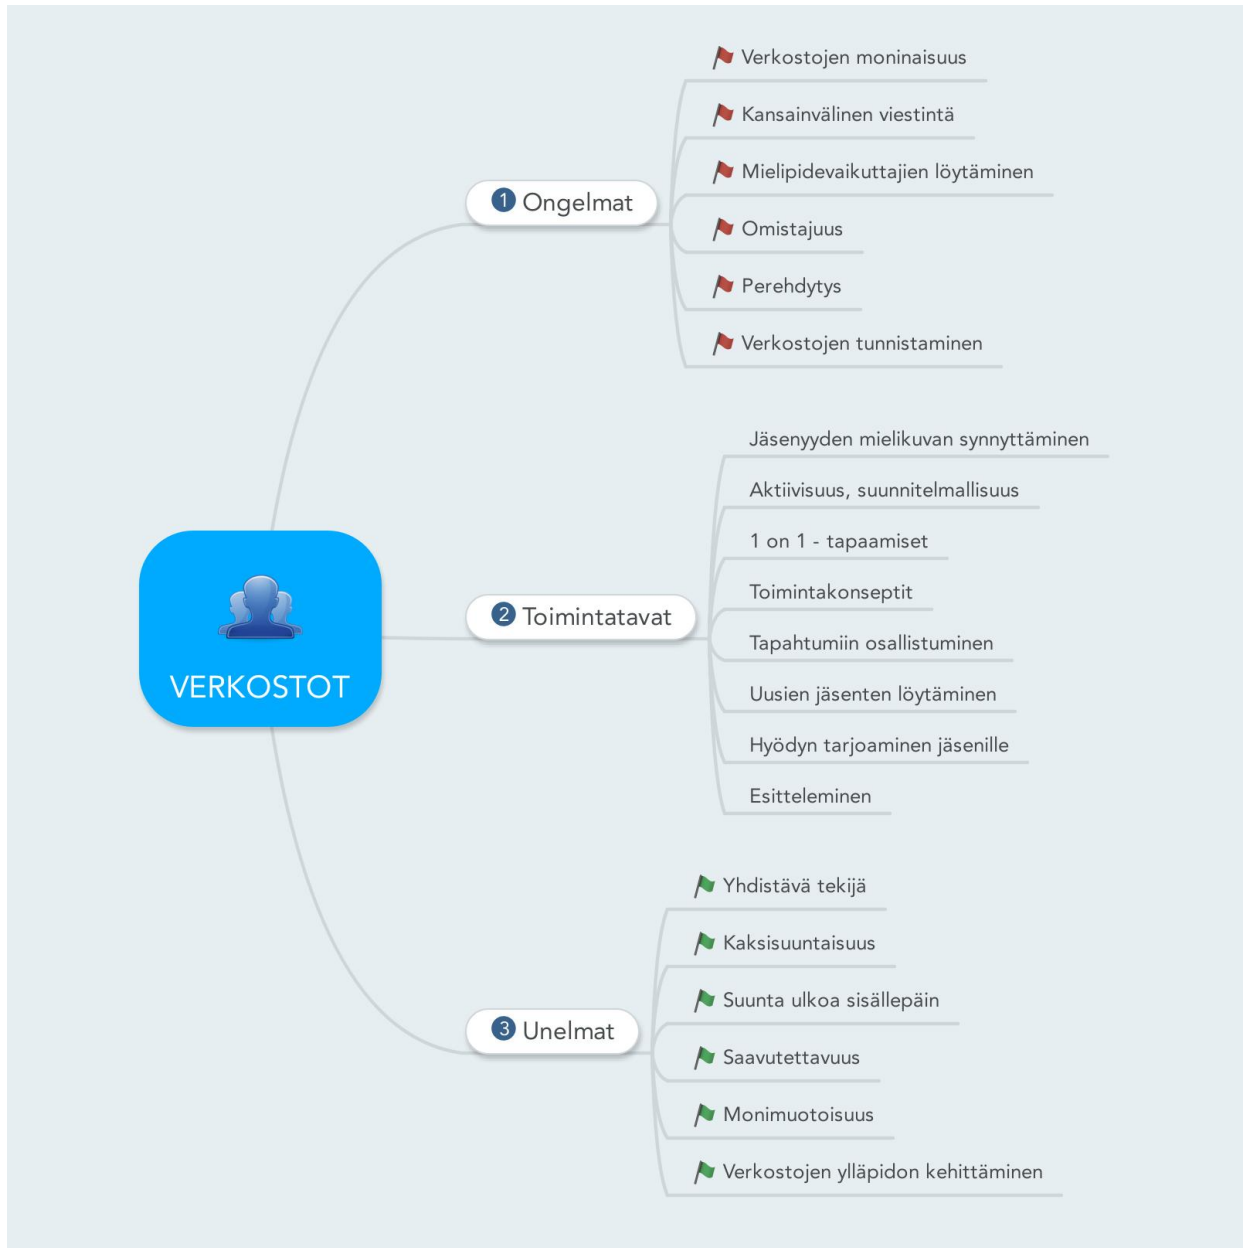 VERKOSTOT
1 Ongelmat
Verkostojen moninaisuus
Kansainvälinen viestintä
Mielipidevaikuttajien löytäminen
Omistajuus
Perehdytys
Verkostojen tunnistaminen
2 Toimintatavat
Jäsenyyden mielikuvan synnyttäminen
Aktiivisuus, suunnitelmallisuus
1 on 1 - tapaamiset
Toimintakonseptit
Tapahtumiin osallistuminen
Uusien jäsenten löytäminen
Hyödyn tarjoaminen jäsenille
Esitteleminen
3 Unelmat
Yhdistävä tekijä
Kaksisuuntaisuus
Suunta ulkoa sisällepäin
Saavutettavuus
Monimuotoisuus
Verkostojen ylläpidon kehittäminen